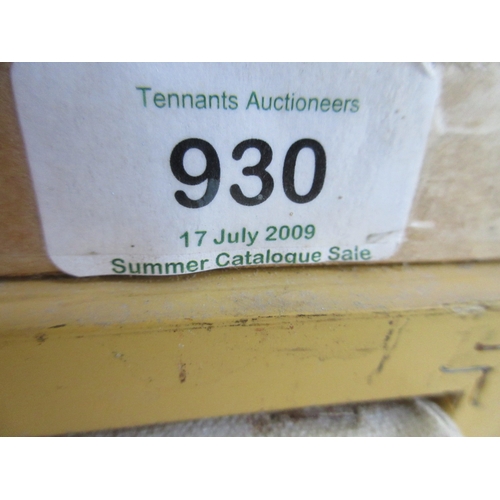 Tennants Auctioneers
930
17 July 2009
Summer Catalogue Sale